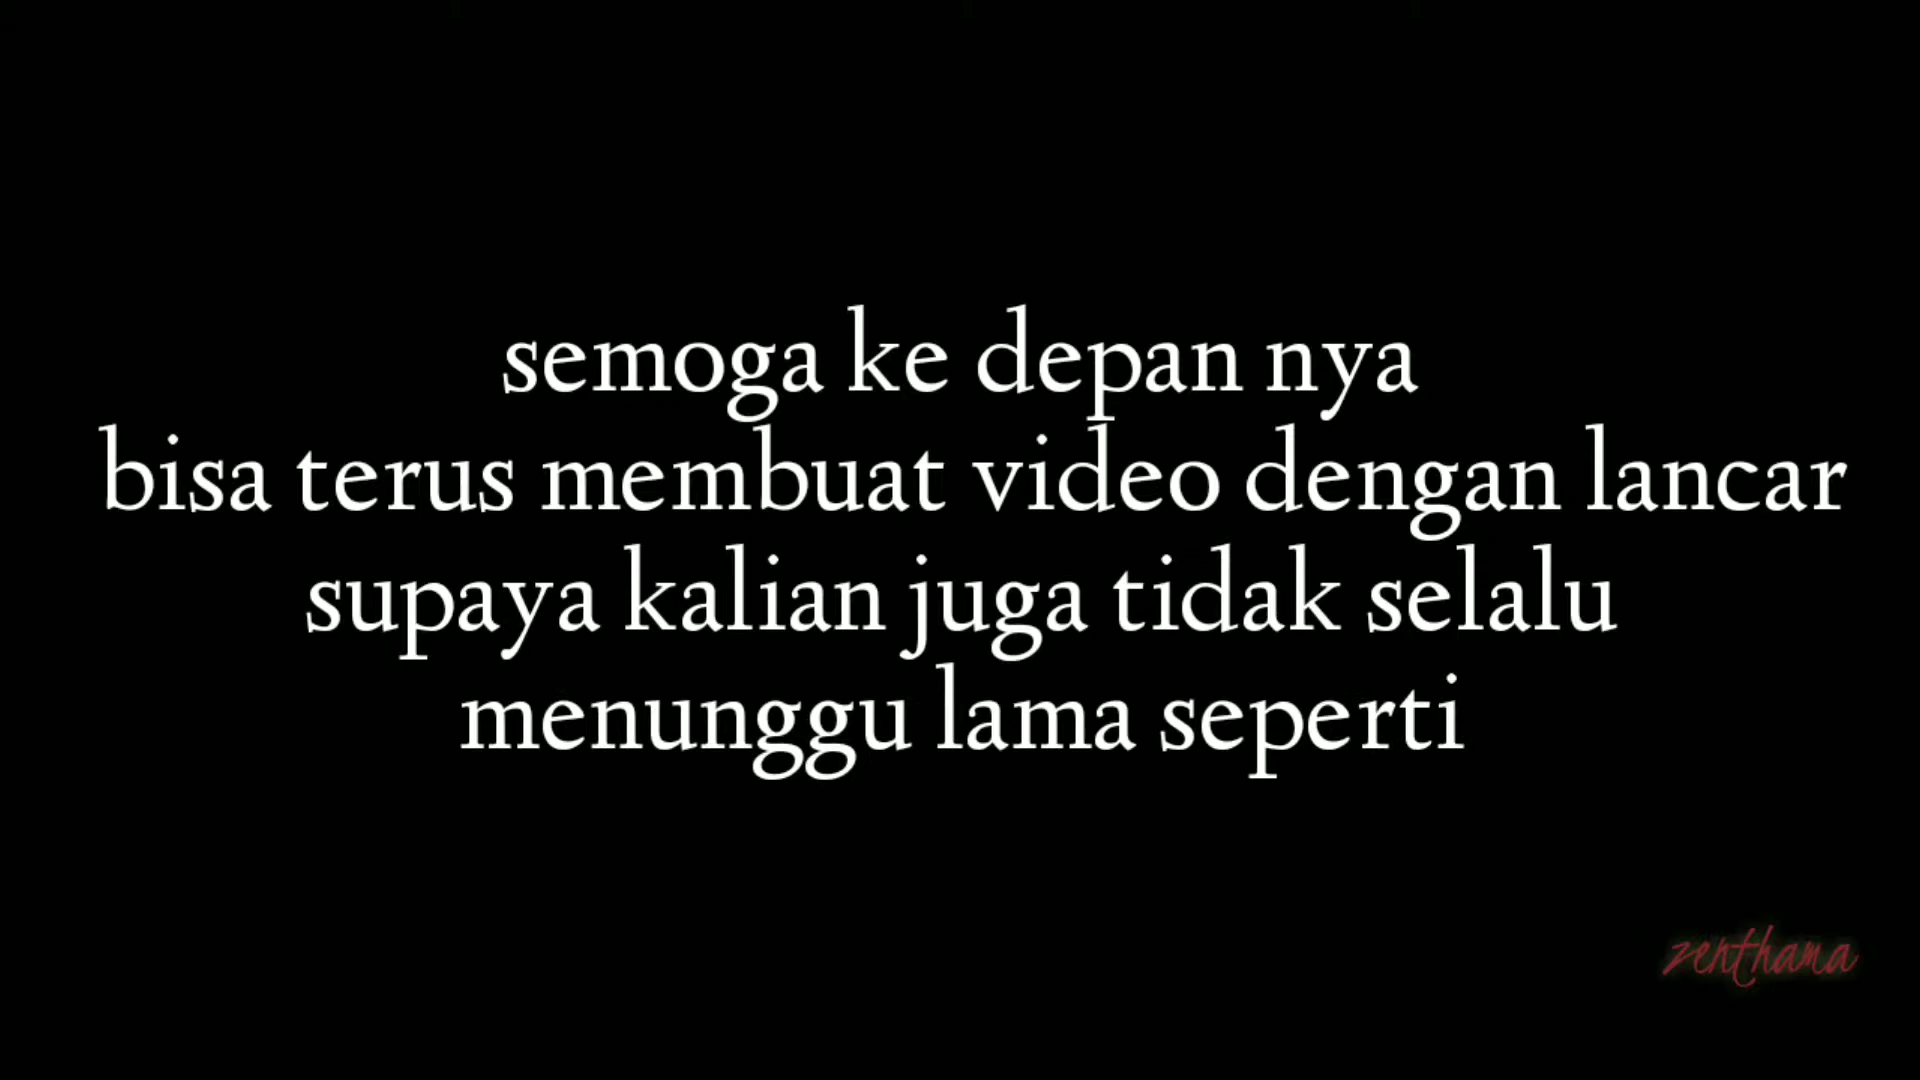 semoga ke depan nya
bisa terus membuat video dengan lancar
supaya kalian juga tidak selalu
menunggu lama seperti
zenthama